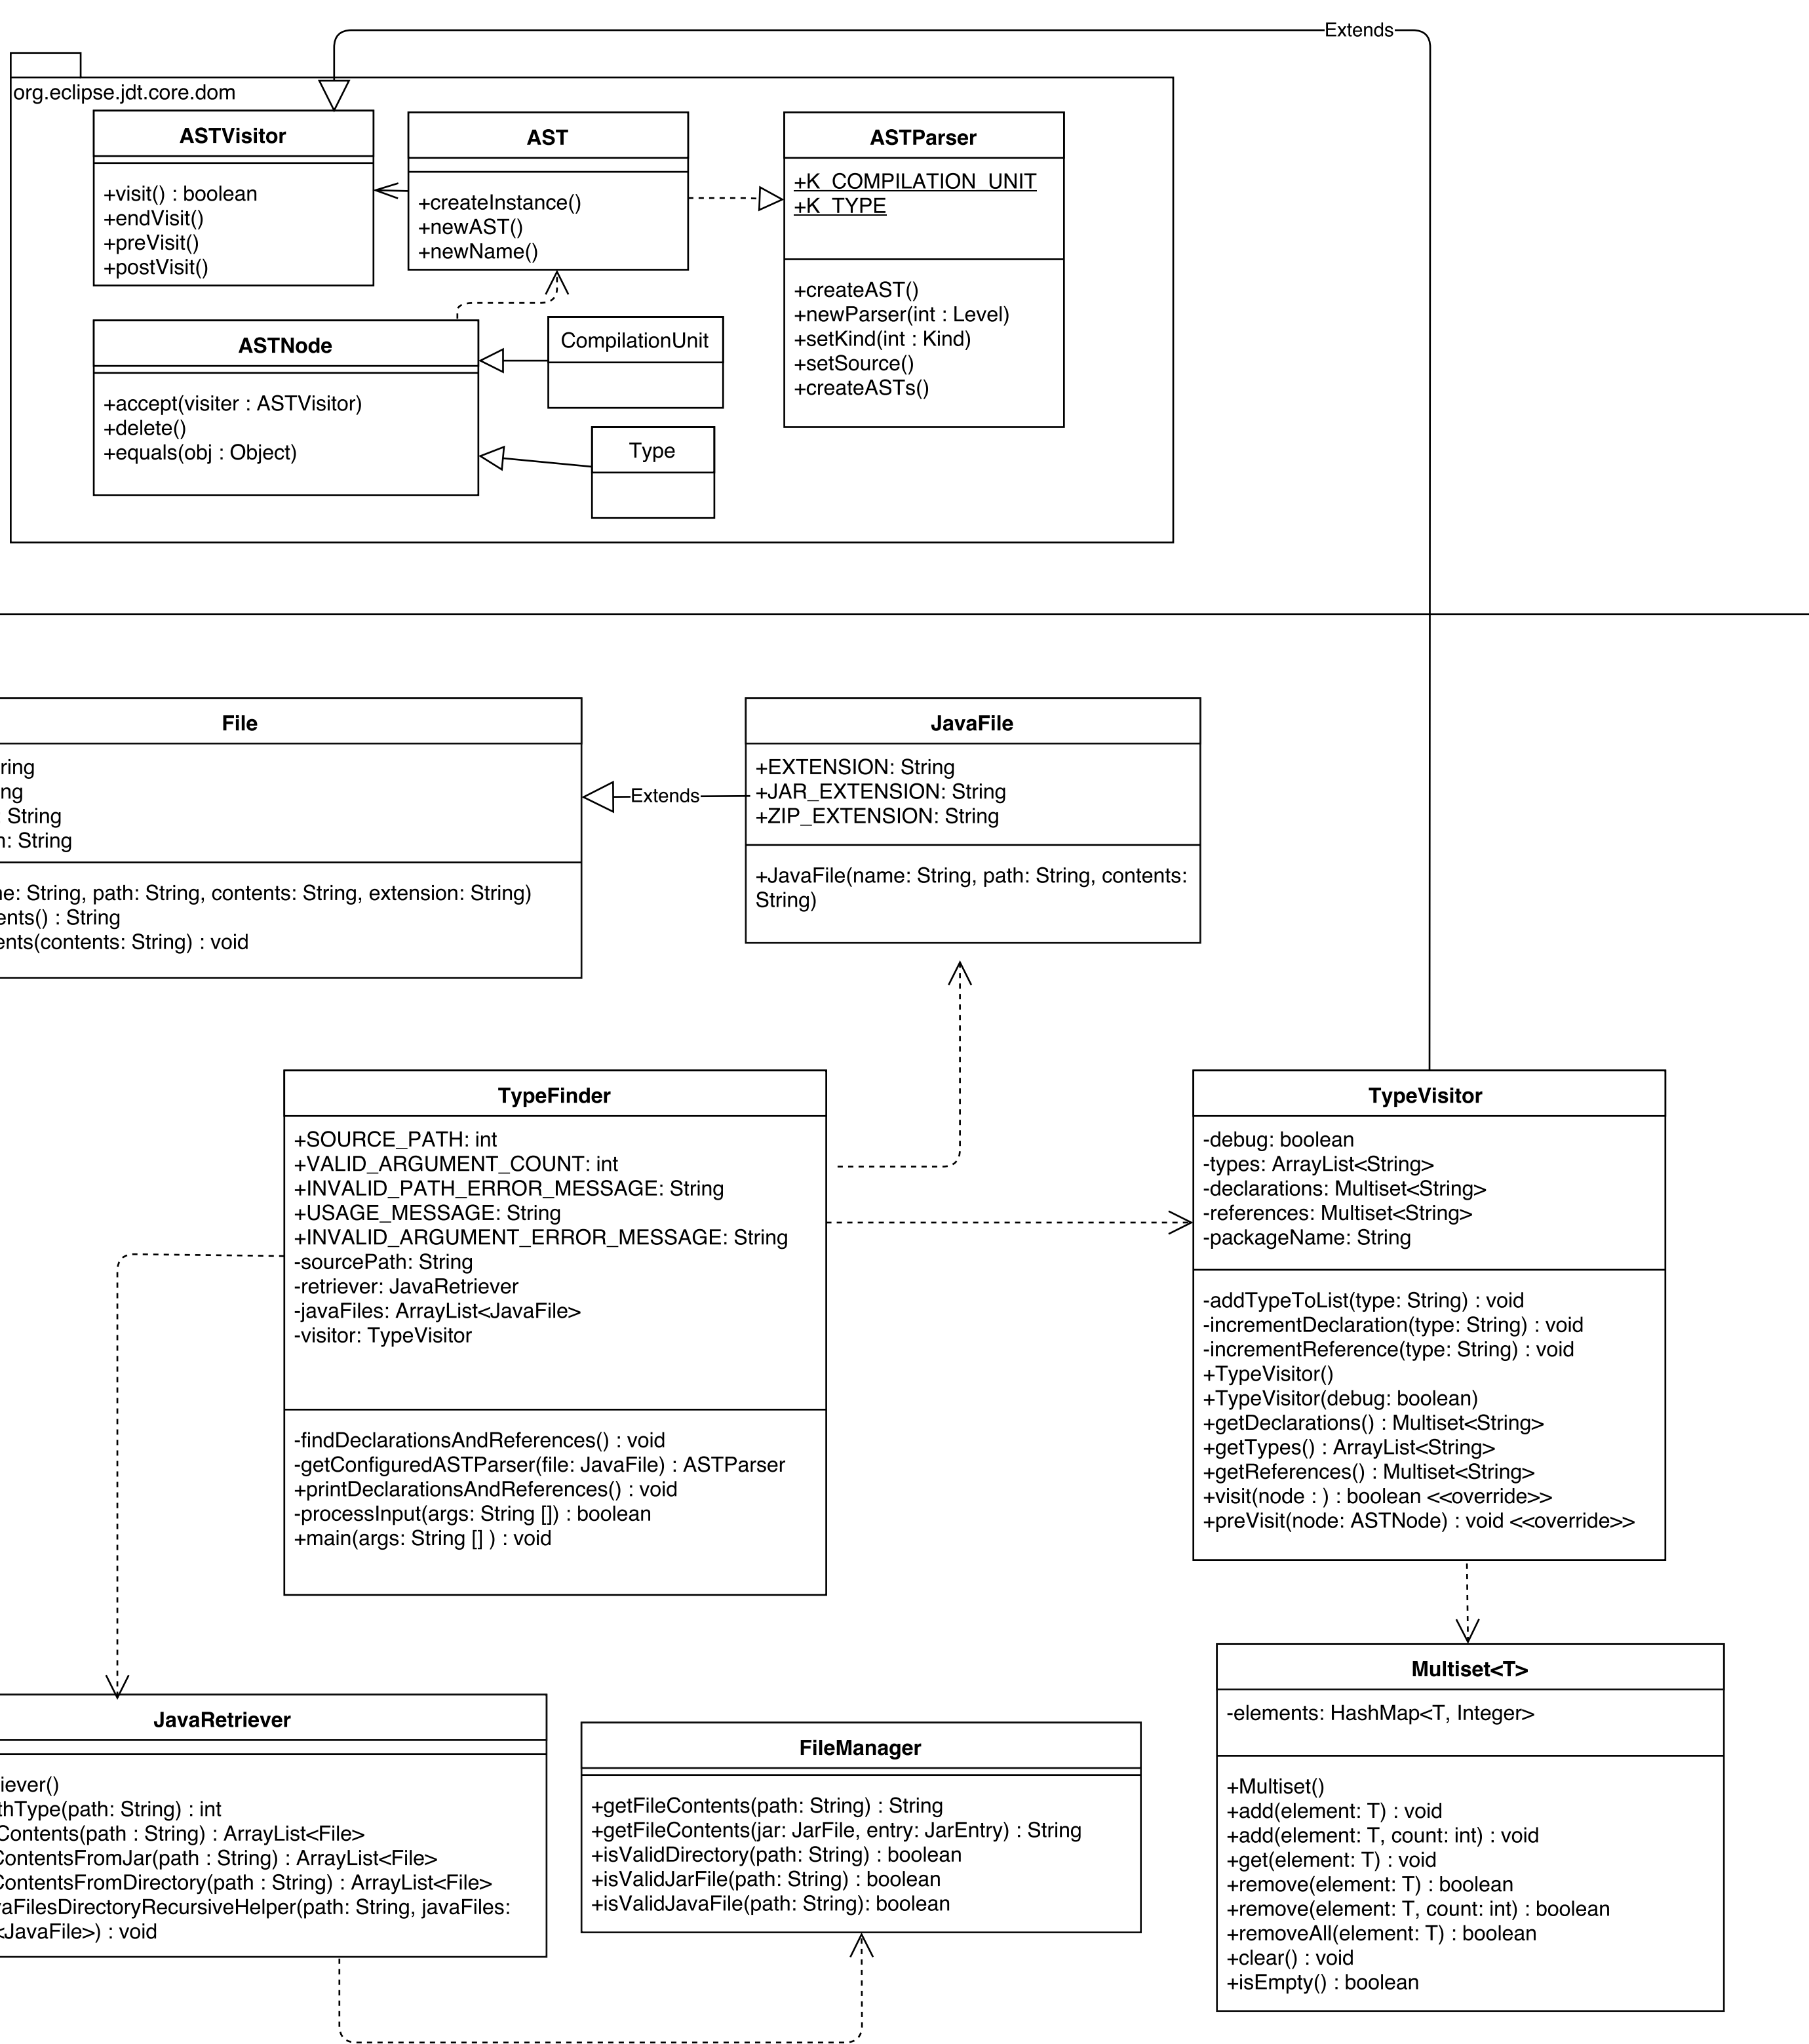 Extends
org.eclipse.jdt.core.dom
ASTVisitor
+visit() : boolean
+endVisit()
+preVisit()
+postVisit()
AST
+createInstance()
+newAST()
+newName()
ASTParser
+K_COMPILATION_UNIT
+K_TYPE
+createAST()
+newParser(int : Level)
+setKind(int : Kind)
+setSource()
+createASTs()
ASTNode
+accept(visiter : ASTVisitor)
+delete()
+equals(obj : Object)
CompilationUnit
Type
File
ring
ng
: String
n: String
ne: String, path: String, contents: String, extension: String)
ents() : String
ents(contents: String) : void
Extends
JavaFile
+EXTENSION: String
+JAR_EXTENSION: String
+ZIP_EXTENSION: String
+JavaFile(name: String, path: String, contents:
String)
TypeFinder
+SOURCE_PATH: int
+VALID_ARGUMENT_COUNT: int
+INVALID_PATH_ERROR_MESSAGE: String
+USAGE_MESSAGE: String
+INVALID_ARGUMENT_ERROR_MESSAGE: String
-sourcePath: String
-retriever: JavaRetriever
-javaFiles: ArrayList<JavaFile>
-visitor: TypeVisitor
-findDeclarationsAndReferences() : void
-getConfiguredASTParser(file: JavaFile) : ASTParser
+printDeclarationsAndReferences() : void
-processInput(args: String []) : boolean
+main(args: String [] ) : void
TypeVisitor
-debug: boolean
-types: ArrayList<String>
-declarations: Multiset<String>
-references: Multiset<String>
-packageName: String
-addTypeToList(type: String) : void
-incrementDeclaration(type: String) : void
-incrementReference(type: String) : void
+TypeVisitor()
+TypeVisitor(debug: boolean)
+getDeclarations() : Multiset<String>
+getTypes() : ArrayList<String>
+getReferences() : Multiset<String>
+visit(node : ) : boolean <<override>>
+preVisit(node: ASTNode) : void <<override>>
JavaRetriever
iever()
thType(path: String) : int
Contents(path : String) : ArrayList<File>
ContentsFromJar(path : String) : ArrayList<File>
ContentsFromDirectory(path : String) : ArrayList<File>
aFilesDirectoryRecursiveHelper(path: String, javaFiles:
<JavaFile>) : void
FileManager
+getFileContents(path: String) : String
+getFileContents(jar: JarFile, entry: JarEntry) : String
+isValidDirectory(path: String) : boolean
+isValidJarFile(path: String) : boolean
+isValidJavaFile(path: String): boolean
Multiset<T>
-elements: HashMap<T, Integer>
+Multiset()
+add(element: T) : void
+add(element: T, count: int) : void
+get(element: T) : void
+remove(element: T) : boolean
+remove(element: T, count: int) : boolean
+removeAll(element: T) : boolean
+clear() : void
+isEmpty() : boolean